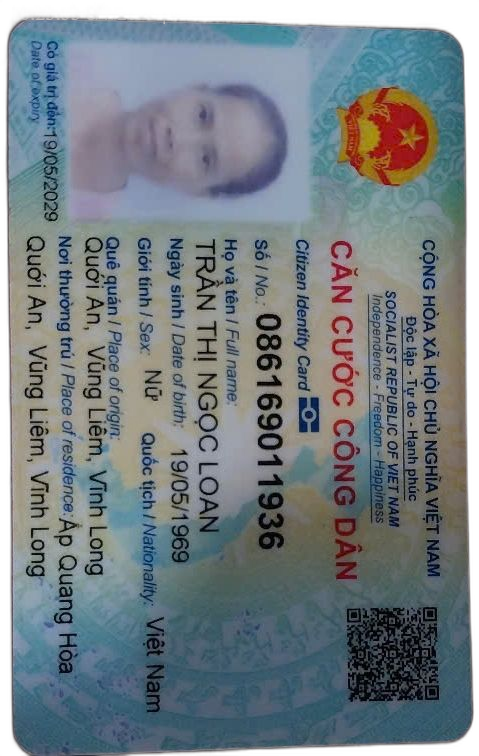 CỘNG HÒA XÃ HỘI CHỦ NGHĨA VIỆT NAM
Độc lập - Tự do - Hạnh phúc
SOCIALIST REPUBLIC OF VIET NAM
Independence - Freedom - Happiness
CĂN CƯỚC CÔNG DÂN
Citizen Identity Card
Số / No.: 086169011936
Họ và tên / Full name:
TRẦN THỊ NGỌC LOAN
Ngày sinh / Date of birth: 19/05/1969
Giới tính / Sex: Nữ Quốc tịch / Nationality: Việt Nam
Quê quán / Place of origin:
Quới An, Vũng Liêm, Vĩnh Long
Nơi thường trú / Place of residence: Ấp Quang Hòa
Quới An, Vũng Liêm, Vĩnh Long
Có giá trị đến: 19/05/2029
Date of expiry